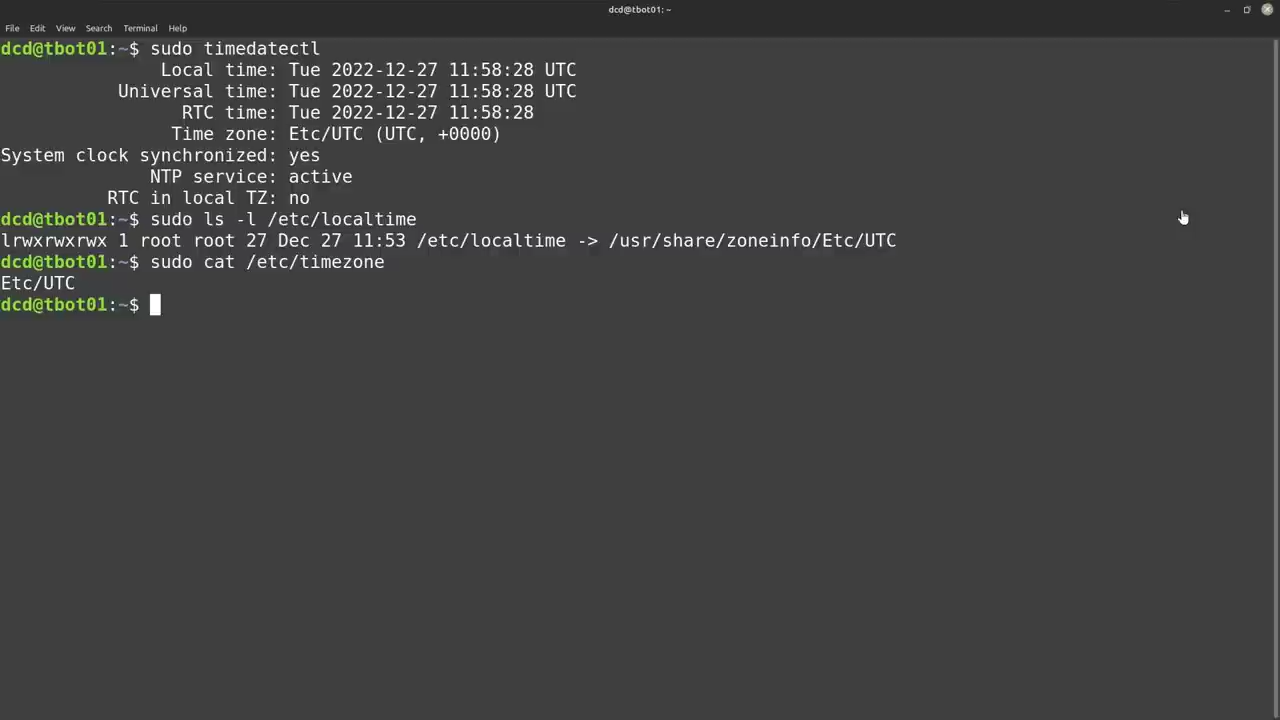 dcd@tbot01: ~
File Edit View Search Terminal Help
dcd@tbot01:~$ sudo timedatectl
Local time: Tue 2022-12-27 11:58:28 UTC
Universal time: Tue 2022-12-27 11:58:28 UTC
RTC time: Tue 2022-12-27 11:58:28
Time zone: Etc/UTC (UTC, +0000)
System clock synchronized: yes
NTP service: active
RTC in local TZ: no
dcd@tbot01:~$ sudo ls -l /etc/localtime
lrwxrwxrwx 1 root root 27 Dec 27 11:53 /etc/localtime -> /usr/share/zoneinfo/Etc/UTC
dcd@tbot01:~$ sudo cat /etc/timezone
Etc/UTC
dcd@tbot01:~$